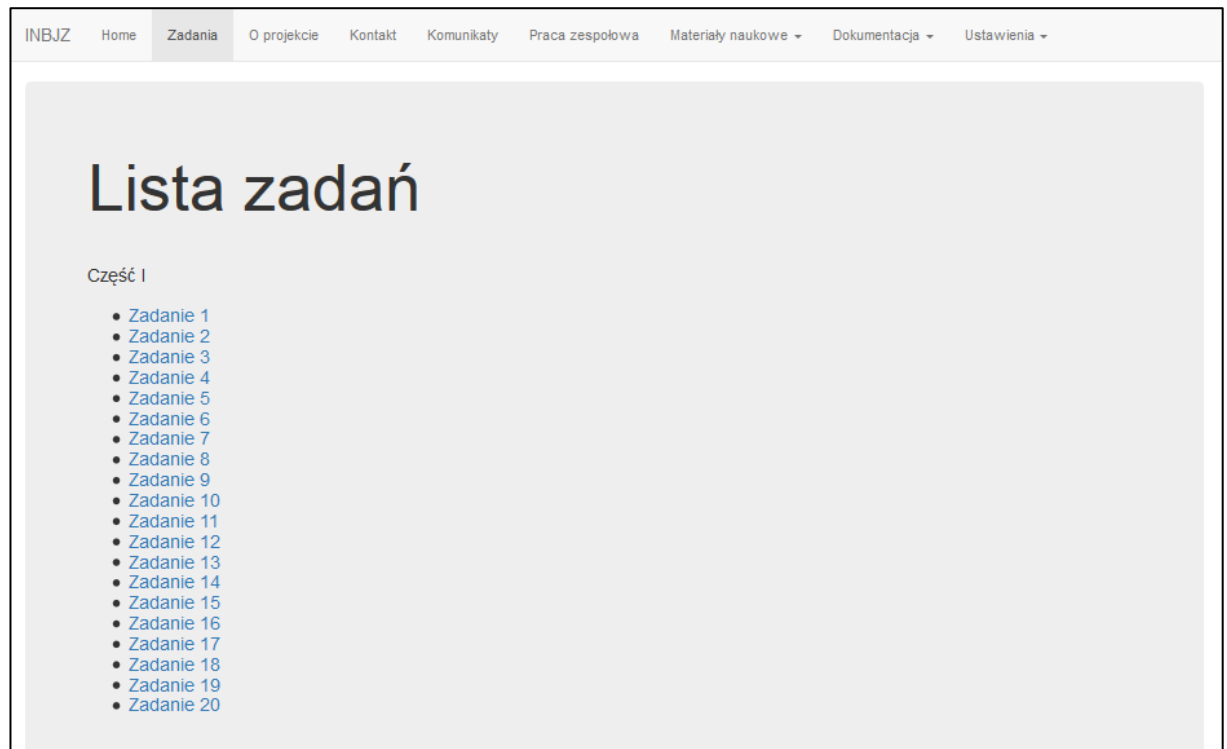 INBJZ Home Zadania O projekcie Kontakt Komunikaty Praca zespołowa Materiały naukowe Dokumentacja Ustawienia
Lista zadań
Część I
Zadanie 1
Zadanie 2
Zadanie 3
Zadanie 4
Zadanie 5
Zadanie 6
Zadanie 7
Zadanie 8
Zadanie 9
Zadanie 10
Zadanie 11
Zadanie 12
Zadanie 13
Zadanie 14
Zadanie 15
Zadanie 16
Zadanie 17
Zadanie 18
Zadanie 19
Zadanie 20